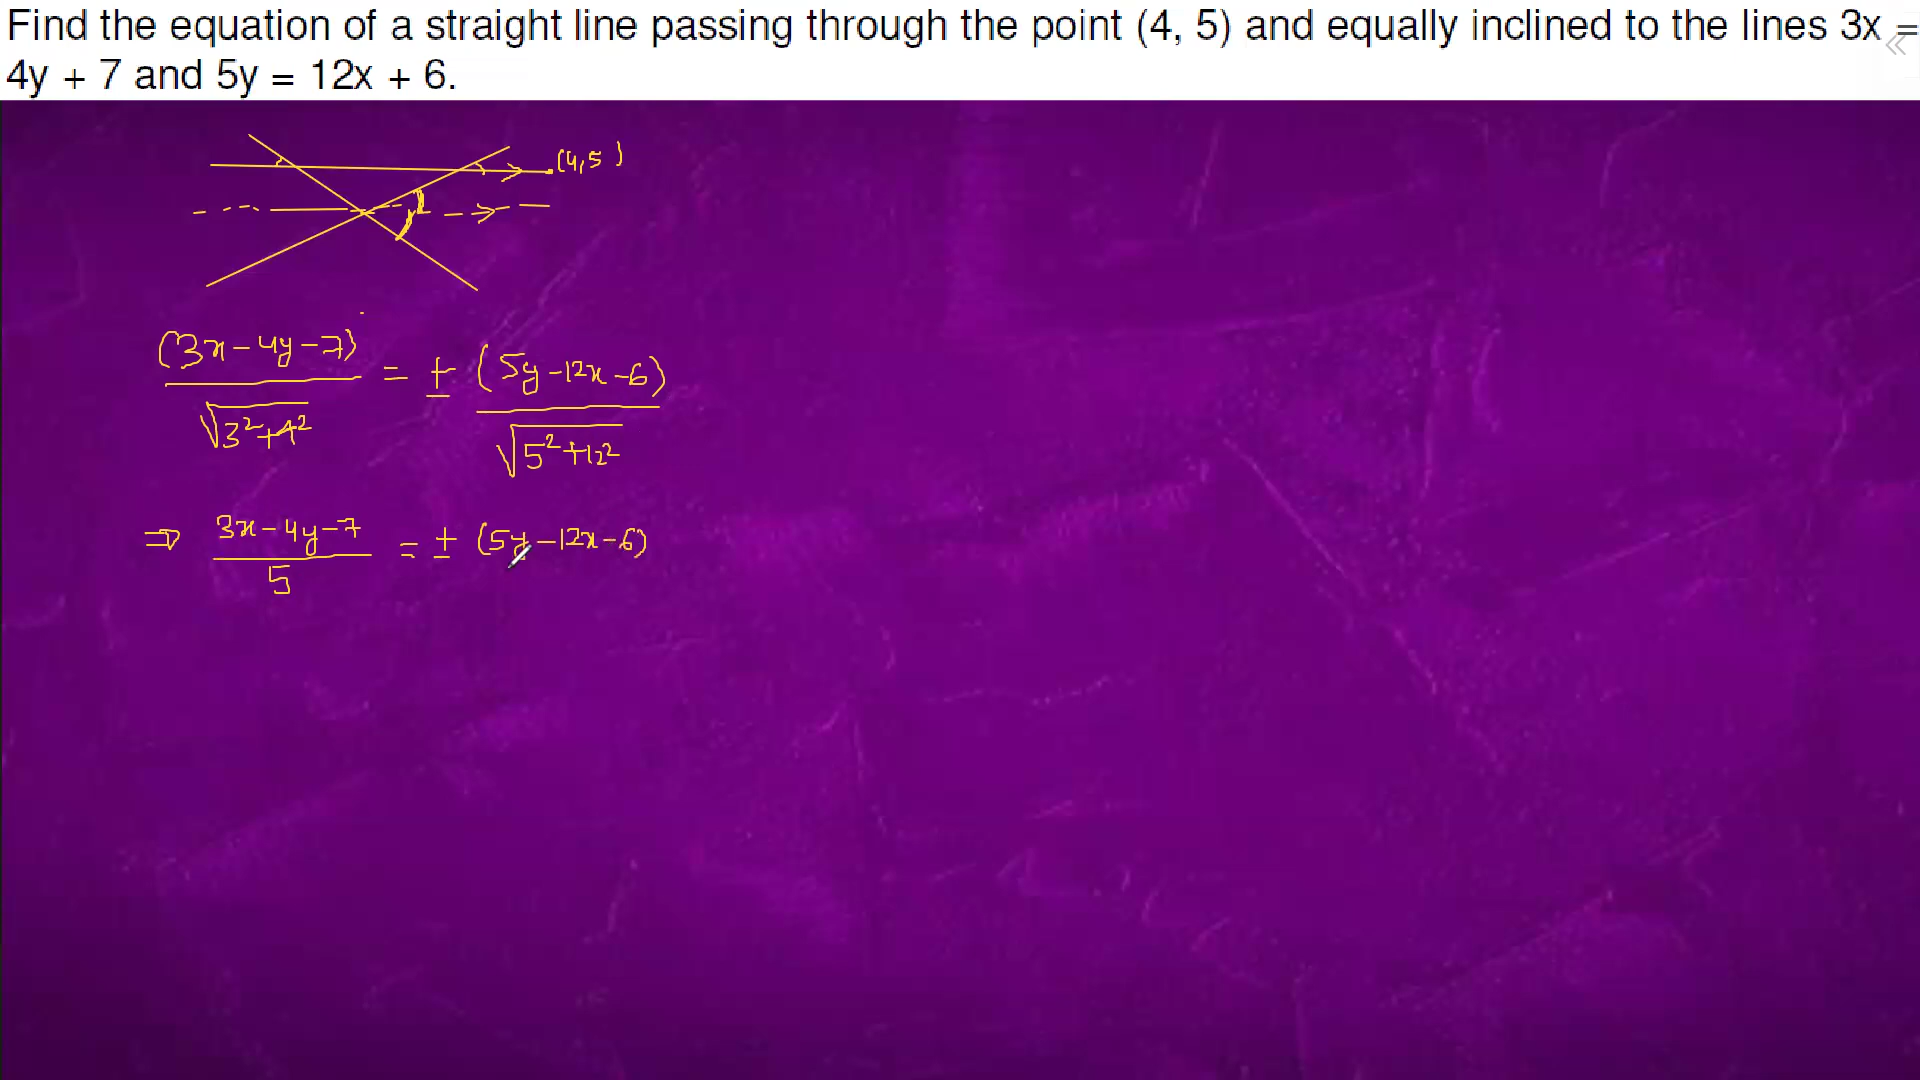 Find the equation of a straight line passing through the point (4, 5) and equally inclined to the lines 3x =
4y + 7 and 5y = 12x + 6.
(4,5)
(3x-4y-7)/√(3²+4²) = ± (5y-12x-6)/√(5²+12²)
⇒ (3x-4y-7)/5 = ± (5y-12x-6)